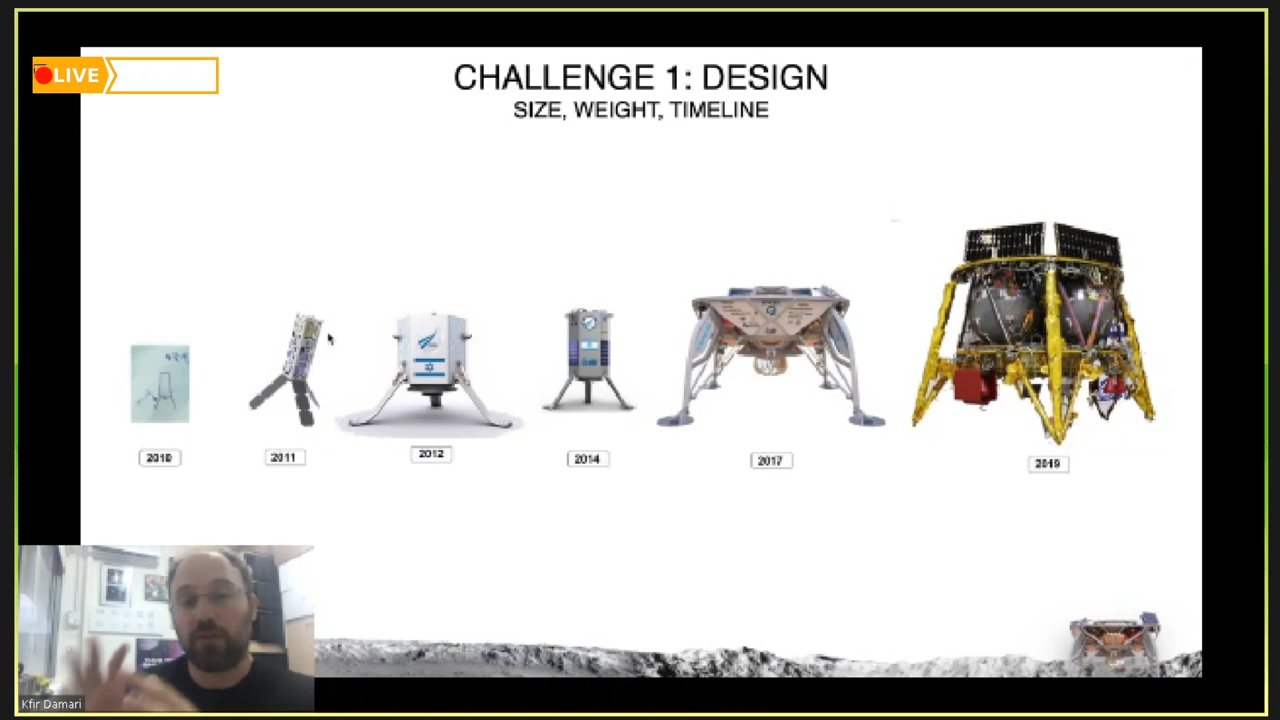 LIVE
CHALLENGE 1: DESIGN
SIZE, WEIGHT, TIMELINE
2010
2011
2012
2014
2017
2019
Kfir Damari